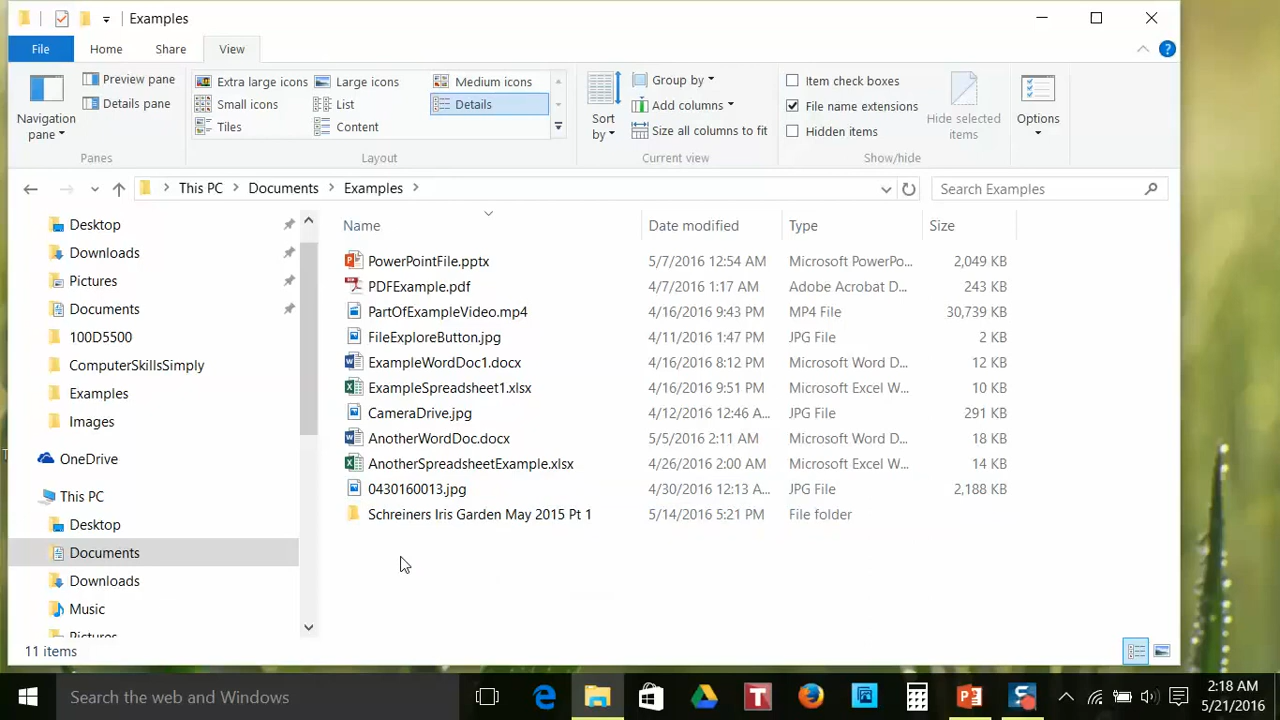 Examples
File Home Share View
Navigation pane
Preview pane
Details pane
Panes
Extra large icons Large icons Medium icons
Small icons List Details
Tiles Content
Layout
Sort by
Group by
Add columns
Size all columns to fit
Current view
Item check boxes
File name extensions
Hidden items
Hide selected items
Show/hide
Options
This PC Documents Examples
Search Examples
Desktop
Downloads
Pictures
Documents
100D5500
ComputerSkillsSimply
Examples
Images
OneDrive
This PC
Desktop
Documents
Downloads
Music
Pictures
Name Date modified Type Size
PowerPointFile.pptx 5/7/2016 12:54 AM Microsoft PowerPo... 2,049 KB
PDFExample.pdf 4/7/2016 1:17 AM Adobe Acrobat D... 243 KB
PartOfExampleVideo.mp4 4/16/2016 9:43 PM MP4 File 30,739 KB
FileExploreButton.jpg 4/11/2016 1:47 PM JPG File 2 KB
ExampleWordDoc1.docx 4/16/2016 8:12 PM Microsoft Word D... 12 KB
ExampleSpreadsheet1.xlsx 4/16/2016 9:51 PM Microsoft Excel W... 10 KB
CameraDrive.jpg 4/12/2016 12:46 A... JPG File 291 KB
AnotherWordDoc.docx 5/5/2016 2:11 AM Microsoft Word D... 18 KB
AnotherSpreadsheetExample.xlsx 4/26/2016 2:00 AM Microsoft Excel W... 14 KB
0430160013.jpg 4/30/2016 12:13 A... JPG File 2,188 KB
Schreiners Iris Garden May 2015 Pt 1 5/14/2016 5:21 PM File folder
11 items
Search the web and Windows
2:18 AM
5/21/2016